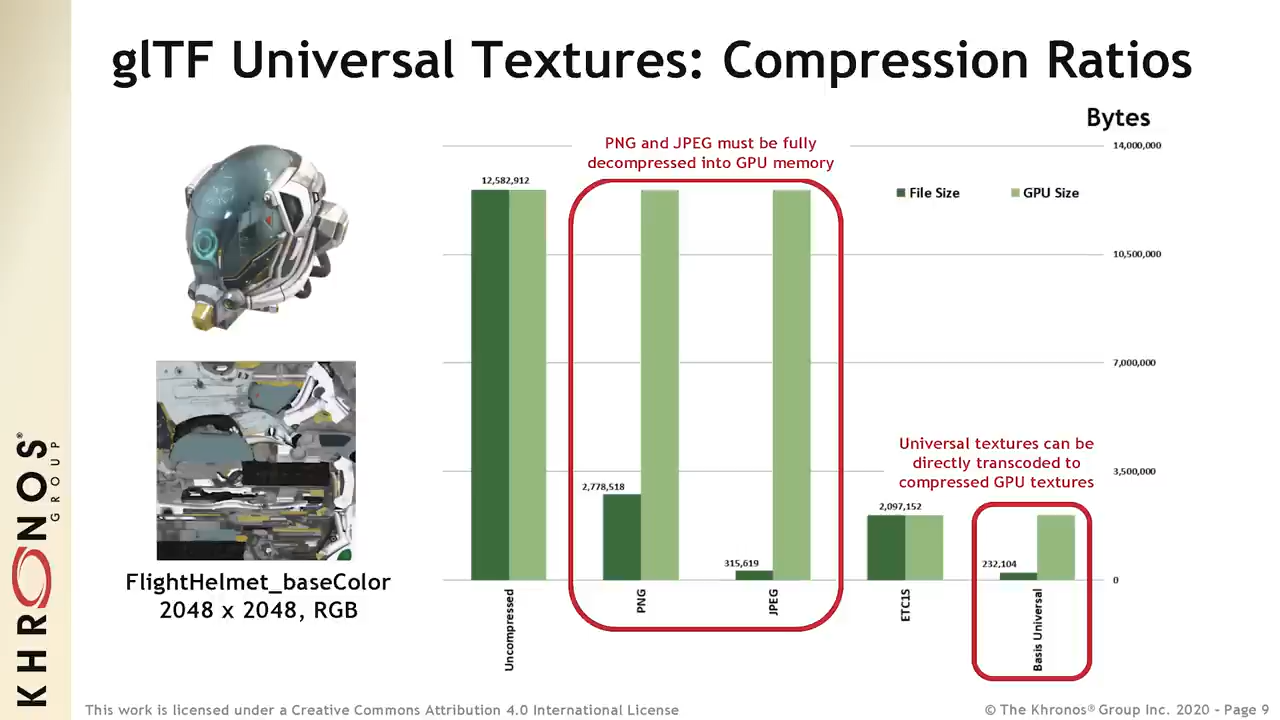 glTF Universal Textures: Compression Ratios
Bytes
PNG and JPEG must be fully
decompressed into GPU memory
14,000,000
12,582,912
File Size
GPU Size
10,500,000
7,000,000
Universal textures can be
directly transcoded to
compressed GPU textures
3,500,000
2,778,518
2,097,152
315,619
232,104
0
Uncompressed
PNG
JPEG
ETC1S
Basis Universal
FlightHelmet_baseColor
2048 x 2048, RGB
KHRONOS®
GROUP
This work is licensed under a Creative Commons Attribution 4.0 International License
© The Khronos® Group Inc. 2020 - Page 9